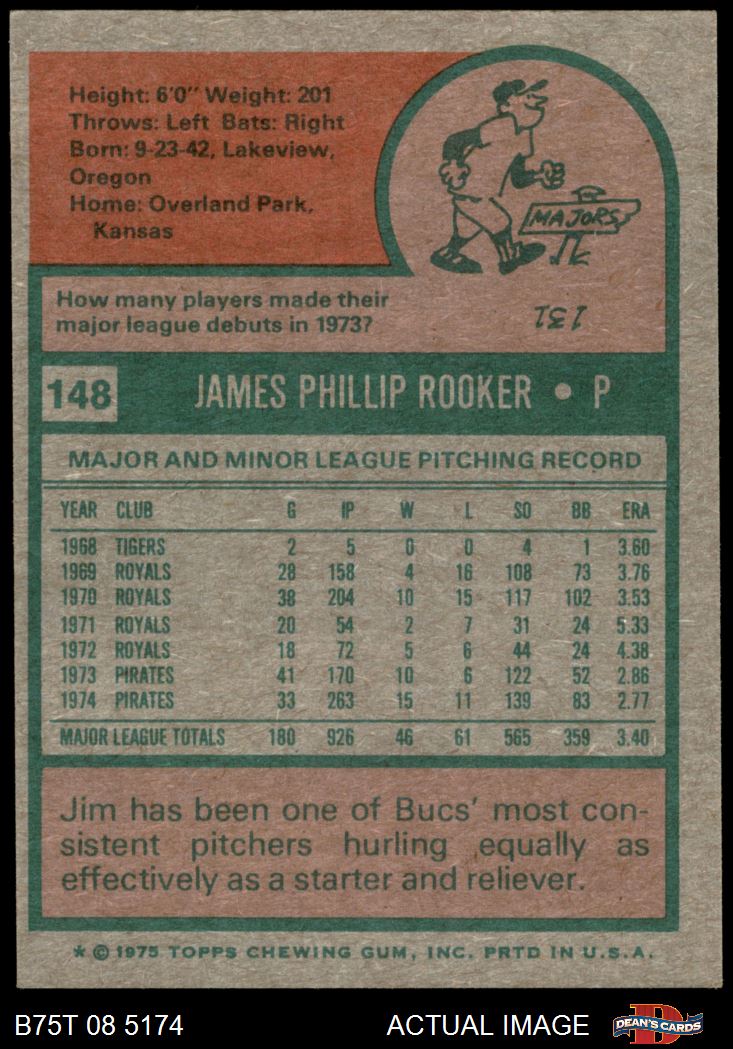 Height: 6'0" Weight: 201
Throws: Left Bats: Right
Born: 9-23-42, Lakeview,
Oregon
Home: Overland Park,
Kansas
MAJORS
How many players made their
major league debuts in 1973?
131
148 JAMES PHILLIP ROOKER • P
MAJOR AND MINOR LEAGUE PITCHING RECORD
YEAR CLUB G IP W L SO BB ERA
1968 TIGERS 2 5 0 0 4 1 3.60
1969 ROYALS 28 158 4 16 108 73 3.76
1970 ROYALS 38 204 10 15 117 102 3.53
1971 ROYALS 20 54 2 7 31 24 5.33
1972 ROYALS 18 72 5 6 44 24 4.38
1973 PIRATES 41 170 10 6 122 52 2.86
1974 PIRATES 33 263 15 11 139 83 2.77
MAJOR LEAGUE TOTALS 180 926 46 61 565 359 3.40
Jim has been one of Bucs' most con-
sistent pitchers hurling equally as
effectively as a starter and reliever.
* © 1975 TOPPS CHEWING GUM, INC. PRTD IN U.S.A.
B75T 08 5174 ACTUAL IMAGE D DEAN'S CARDS